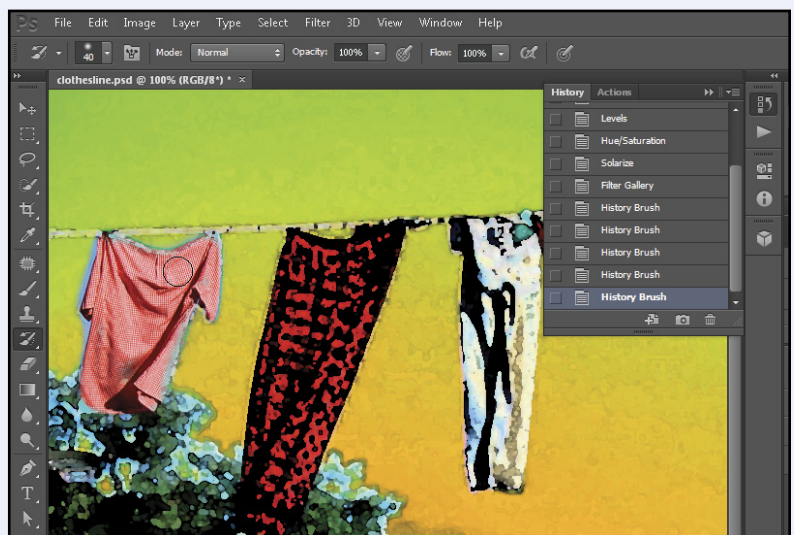 Ps File Edit Image Layer Type Select Filter 3D View Window Help
40 Mode: Normal Opacity: 100% Flow: 100%
clothesline.psd @ 100% (RGB/8*) * ×
History Actions
Levels
Hue/Saturation
Solarize
Filter Gallery
History Brush
History Brush
History Brush
History Brush
History Brush